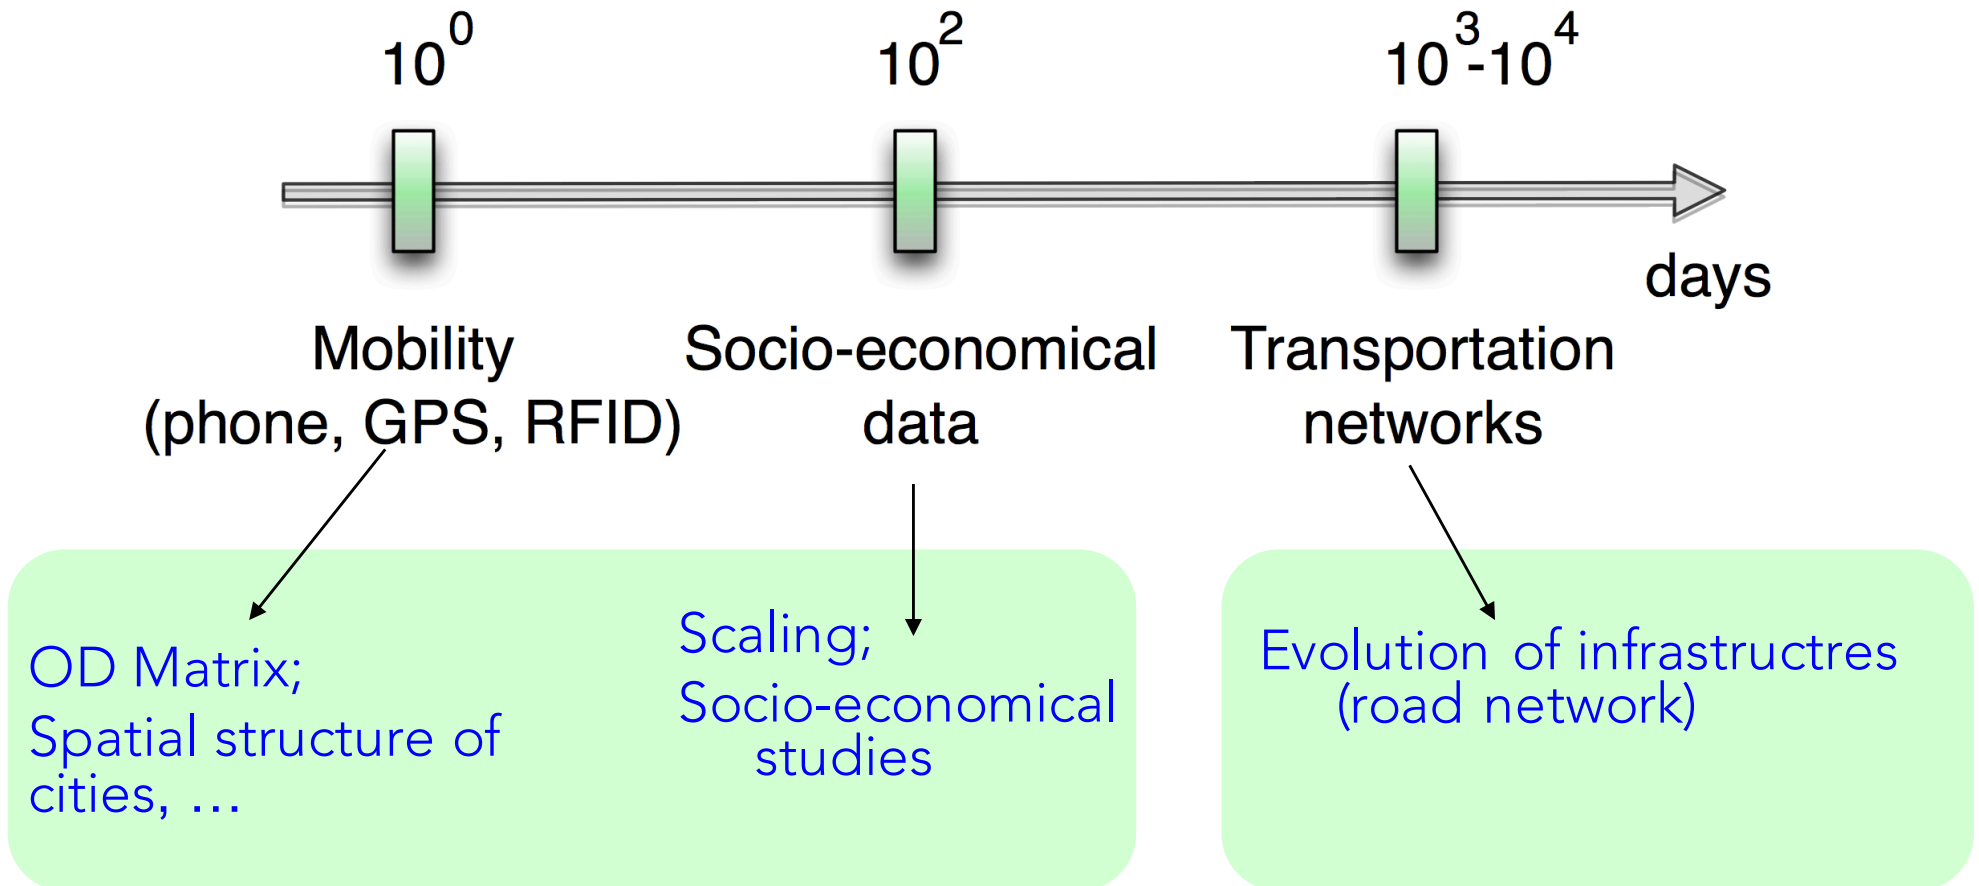 10^0
10^2
10^3-10^4
days
Mobility
(phone, GPS, RFID)
Socio-economical
data
Transportation
networks
OD Matrix;
Spatial structure of
cities, ...
Scaling;
Socio-economical
studies
Evolution of infrastructres
(road network)